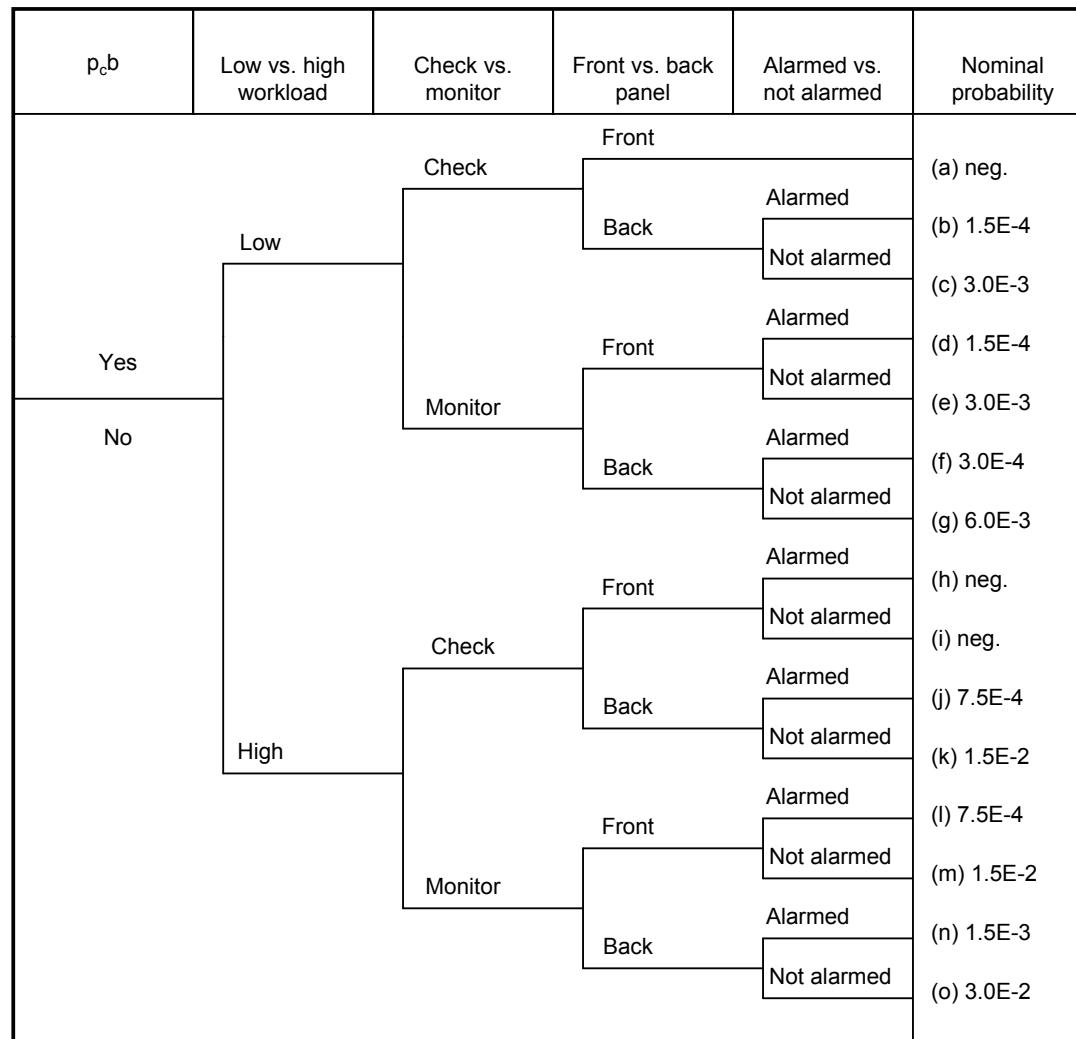 p_cb
Low vs. high
workload
Check vs.
monitor
Front vs. back
panel
Alarmed vs.
not alarmed
Nominal
probability
Front
Check
(a) neg.
Alarmed
Back
(b) 1.5E-4
Low
Not alarmed
(c) 3.0E-3
Alarmed
(d) 1.5E-4
Yes
Front
Not alarmed
(e) 3.0E-3
Monitor
No
Alarmed
(f) 3.0E-4
Back
Not alarmed
(g) 6.0E-3
Alarmed
(h) neg.
Front
Not alarmed
(i) neg.
Check
Alarmed
(j) 7.5E-4
Back
Not alarmed
(k) 1.5E-2
High
Alarmed
(l) 7.5E-4
Front
Not alarmed
(m) 1.5E-2
Monitor
Alarmed
(n) 1.5E-3
Back
Not alarmed
(o) 3.0E-2